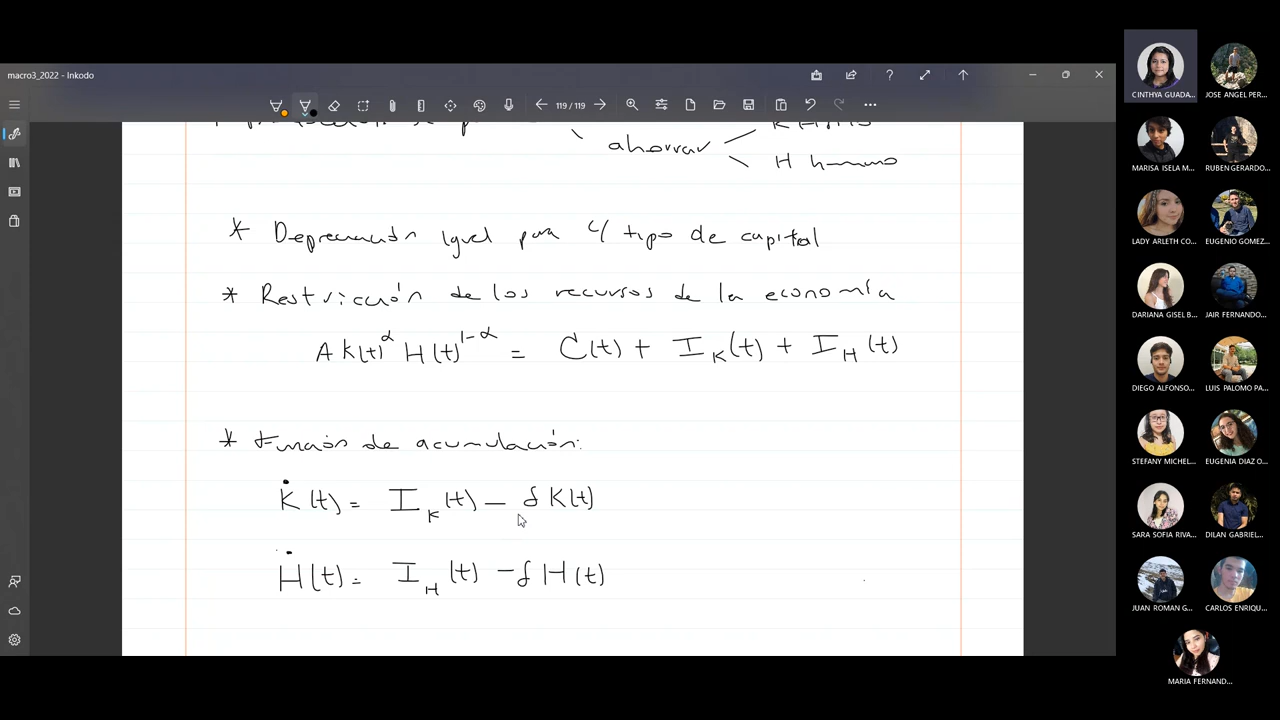 macro3_2022 - Inkodo
119 / 119
ahorrar
H humano
* Depreciación igual para c/ tipo de capital
* Restricción de los recursos de la economía
A K(t)^α H(t)^1-α = C(t) + I_K(t) + I_H(t)
* Función de acumulación:
K̇(t) = I_K(t) - δK(t)
Ḣ(t) = I_H(t) - δH(t)
CINTHYA GUADA...
JOSE ANGEL PER...
MARISA ISELA M...
RUBEN GERARDO...
LADY ARLETH CO...
EUGENIO GOMEZ...
DARIANA GISEL B...
JAIR FERNANDO...
DIEGO ALFONSO...
LUIS PALOMO PA...
STEFANY MICHEL...
EUGENIA DIAZ O...
SARA SOFIA RIVA...
DILAN GABRIEL...
JUAN ROMAN G...
CARLOS ENRIQU...
MARIA FERNAND...